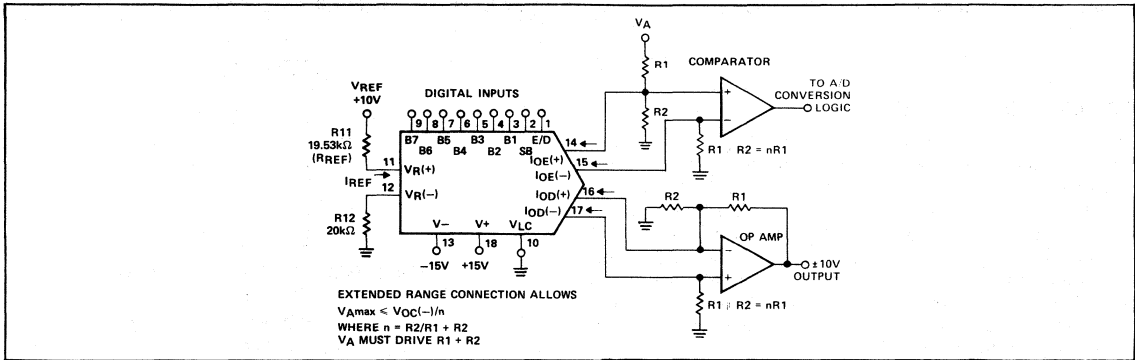 VA
R1
COMPARATOR
TO A/D
CONVERSION
LOGIC
+
−
R2
R1 R2 = nR1
VREF
+10V
DIGITAL INPUTS
9 8 7 6 5 4 3 2 1
B7 B5 B3 B1 E/D
B6 B4 B2 SB
R11
19.53kΩ
(RREF)
11
VR(+)
IREF
12
VR(−)
R12
20kΩ
14
IOE(+)
15
IOE(−)
16
IOD(+)
17
IOD(−)
V− V+ VLC
13 18 10
−15V +15V
R2 R1
OP AMP
−
+
±10V
OUTPUT
R1 R2 = nR1
EXTENDED RANGE CONNECTION ALLOWS
VAmax ⩽ VOC(−)/n
WHERE n = R2/R1 + R2
VA MUST DRIVE R1 + R2